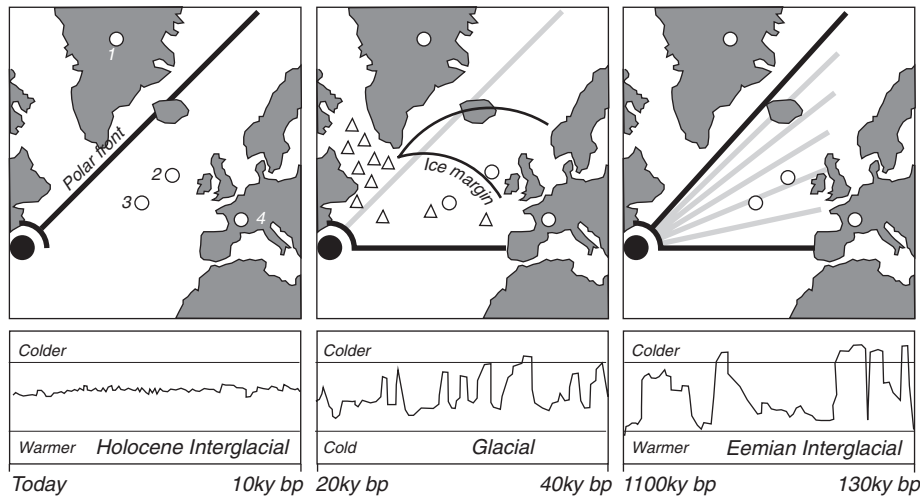 1
Polar front
2
3
4
Ice margin
Colder
Warmer Holocene Interglacial
Today 10ky bp
Colder
Cold Glacial
20ky bp 40ky bp
Colder
Warmer Eemian Interglacial
1100ky bp 130ky bp